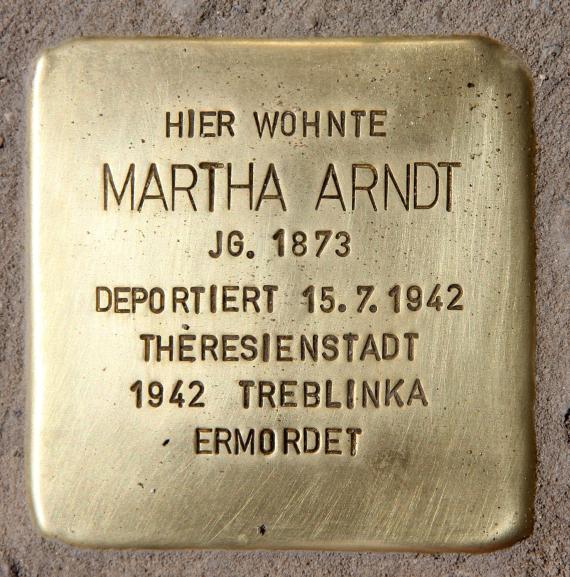 HIER WOHNTE
MARTHA ARNDT
JG. 1873
DEPORTIERT 15.7.1942
THERESIENSTADT
1942 TREBLINKA
ERMORDET